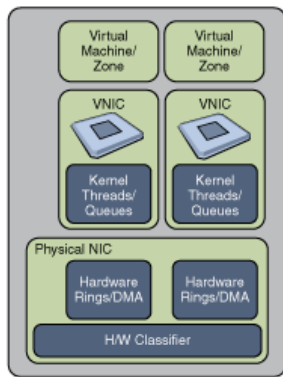 Virtual
Machine/
Zone
Virtual
Machine/
Zone
VNIC
VNIC
Kernel
Threads/
Queues
Kernel
Threads/
Queues
Physical NIC
Hardware
Rings/DMA
Hardware
Rings/DMA
H/W Classifier